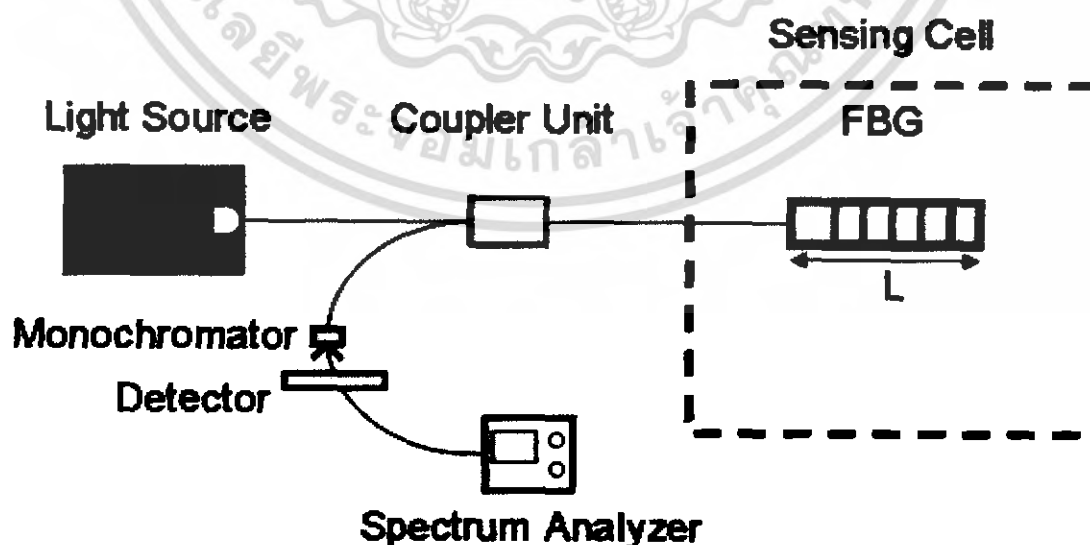 Sensing Cell
Light Source
Coupler Unit
FBG
L
Monochromator
Detector
Spectrum Analyzer